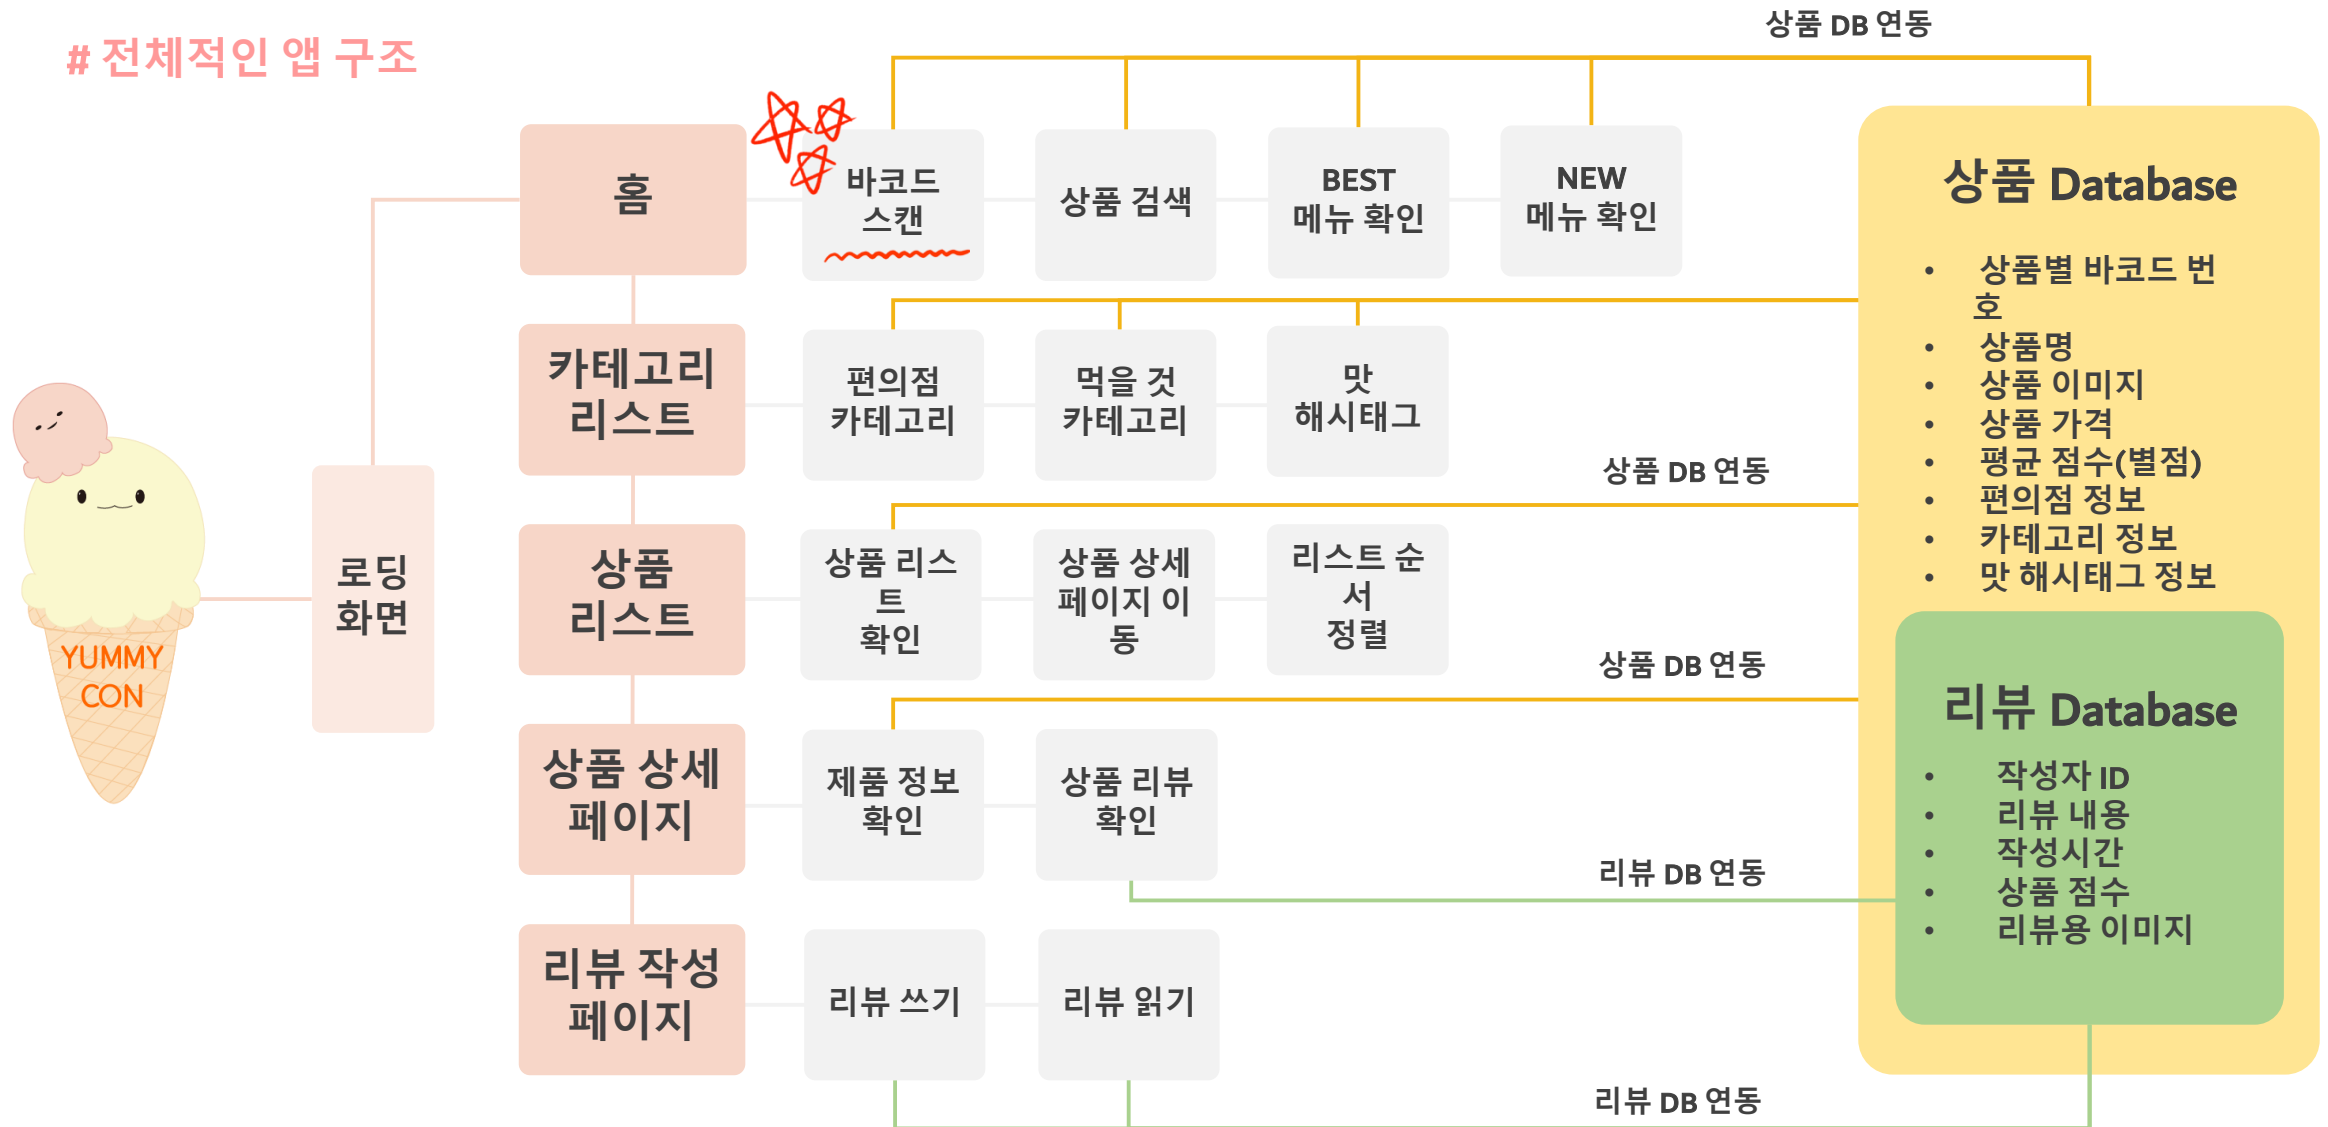 # 전체적인 앱 구조
상품 DB 연동
홈
바코드
스캔
상품 검색
BEST
메뉴 확인
NEW
메뉴 확인
카테고리
리스트
편의점
카테고리
먹을 것
카테고리
맛
해시태그
상품 DB 연동
상품
리스트
상품 리스
트
확인
상품 상세
페이지 이
동
리스트 순
서
정렬
상품 DB 연동
로딩
화면
YUMMY
CON
상품 상세
페이지
제품 정보
확인
상품 리뷰
확인
리뷰 DB 연동
리뷰 작성
페이지
리뷰 쓰기
리뷰 읽기
리뷰 DB 연동
상품 Database
• 상품별 바코드 번
호
• 상품명
• 상품 이미지
• 상품 가격
• 평균 점수(별점)
• 편의점 정보
• 카테고리 정보
• 맛 해시태그 정보
리뷰 Database
• 작성자 ID
• 리뷰 내용
• 작성시간
• 상품 점수
• 리뷰용 이미지